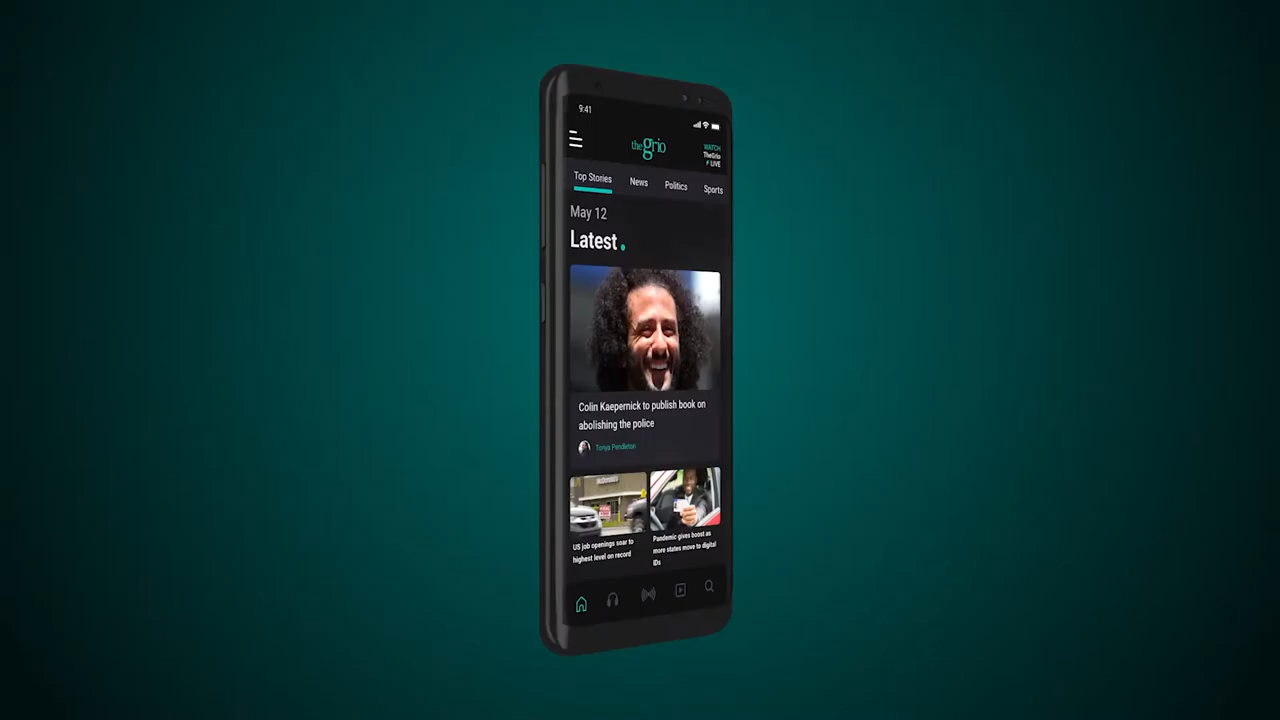 9:41
thegrio
WATCH
TheGrio
LIVE
Top Stories News Politics Sports
May 12
Latest.
Colin Kaepernick to publish book on
abolishing the police
Tonya Pendleton
McDonald's
US job openings soar to
highest level on record
Pandemic gives boost as
more states move to digital
IDs